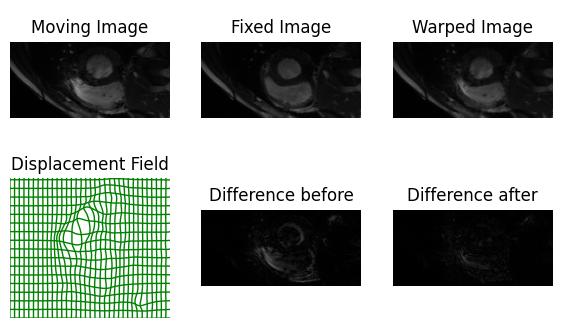 Moving Image
Fixed Image
Warped Image
Displacement Field
Difference before
Difference after